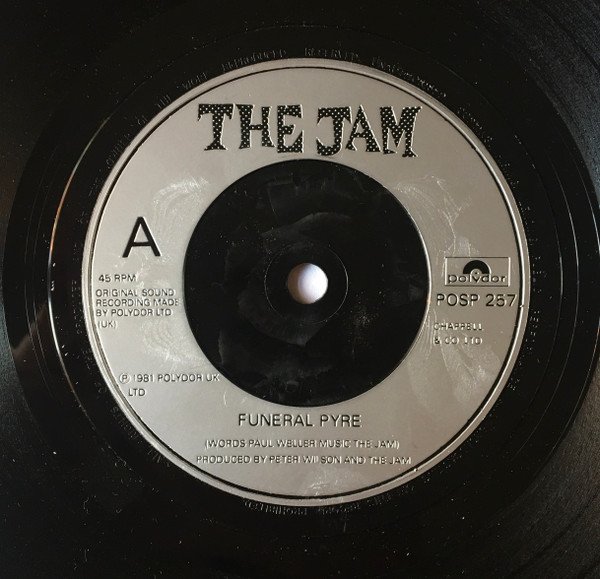 THE JAM
A
45 RPM
ORIGINAL SOUND
RECORDING MADE
BY POLYDOR LTD
(UK)
polydor
POSP 257
CHAPPELL
& CO LTD
℗ 1981 POLYDOR UK
LTD
FUNERAL PYRE
(WORDS PAUL WELLER MUSIC THE JAM)
PRODUCED BY PETER WILSON AND THE JAM